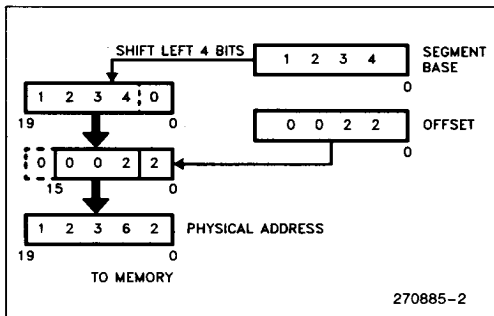 SHIFT LEFT 4 BITS
1 2 3 4
SEGMENT
BASE
0
1 2 3 4 0
19 0
0 0 2 2
OFFSET
0
0 0 0 2 2
15 0
1 2 3 6 2
PHYSICAL ADDRESS
19 0
TO MEMORY
270885-2